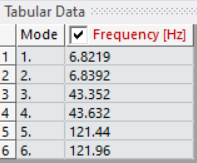 Tabular Data
Mode Frequency [Hz]
1 1. 6.8219
2 2. 6.8392
3 3. 43.352
4 4. 43.632
5 5. 121.44
6 6. 121.96